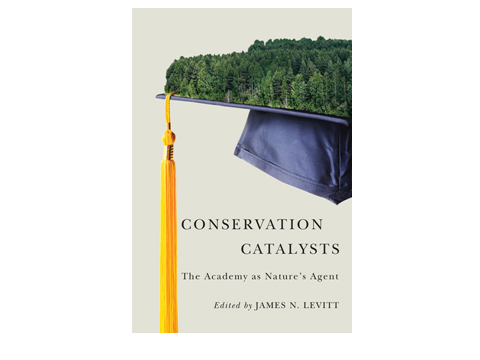 CONSERVATION
CATALYSTS
The Academy as Nature's Agent
Edited by JAMES N. LEVITT